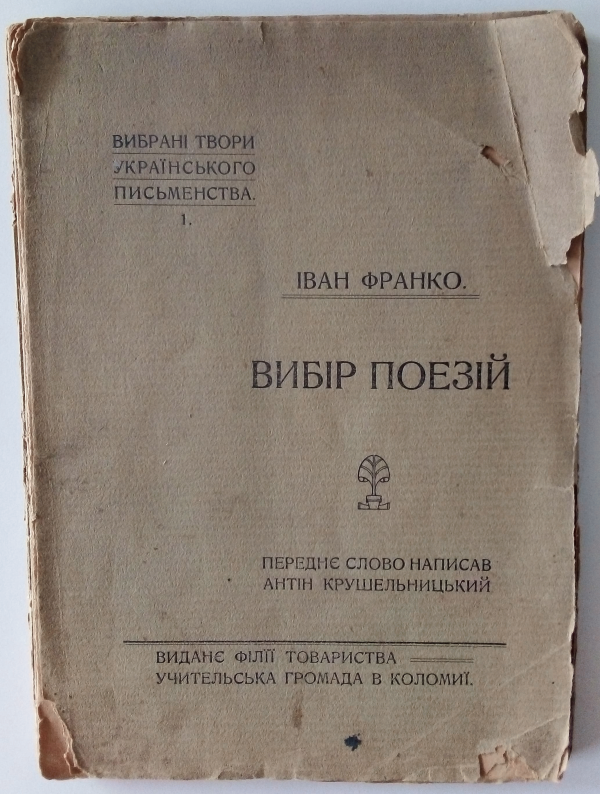 ВИБРАНІ ТВОРИ
УКРАЇНСЬКОГО
ПИСЬМЕНСТВА.
1.
ІВАН ФРАНКО.
ВИБІР ПОЕЗІЙ
ПЕРЕДНЄ СЛОВО НАПИСАВ
АНТІН КРУШЕЛЬНИЦЬКИЙ
ВИДАНЄ ФІЛІЇ ТОВАРИСТВА
УЧИТЕЛЬСЬКА ГРОМАДА В КОЛОМИЇ.